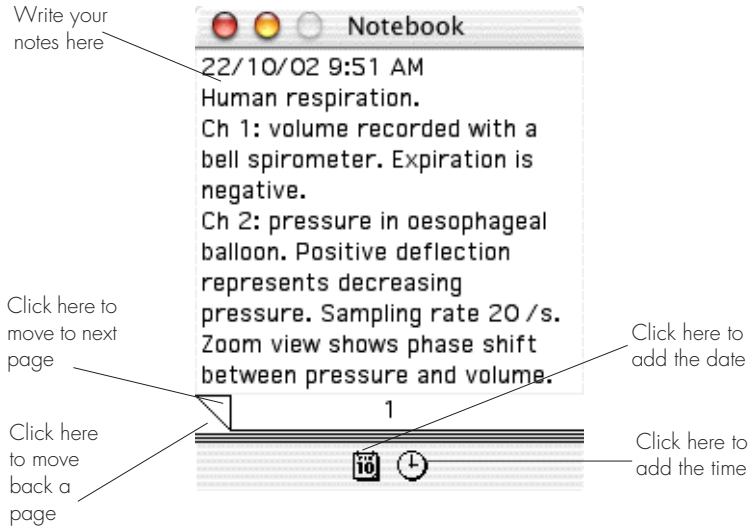 Write your
notes here
Notebook
22/10/02 9:51 AM
Human respiration.
Ch 1: volume recorded with a
bell spirometer. Expiration is
negative.
Ch 2: pressure in oesophageal
balloon. Positive deflection
represents decreasing
pressure. Sampling rate 20 /s.
Zoom view shows phase shift
between pressure and volume.
1
Click here to
move to next
page
Click here
to move
back a
page
10
Click here to
add the date
Click here to
add the time